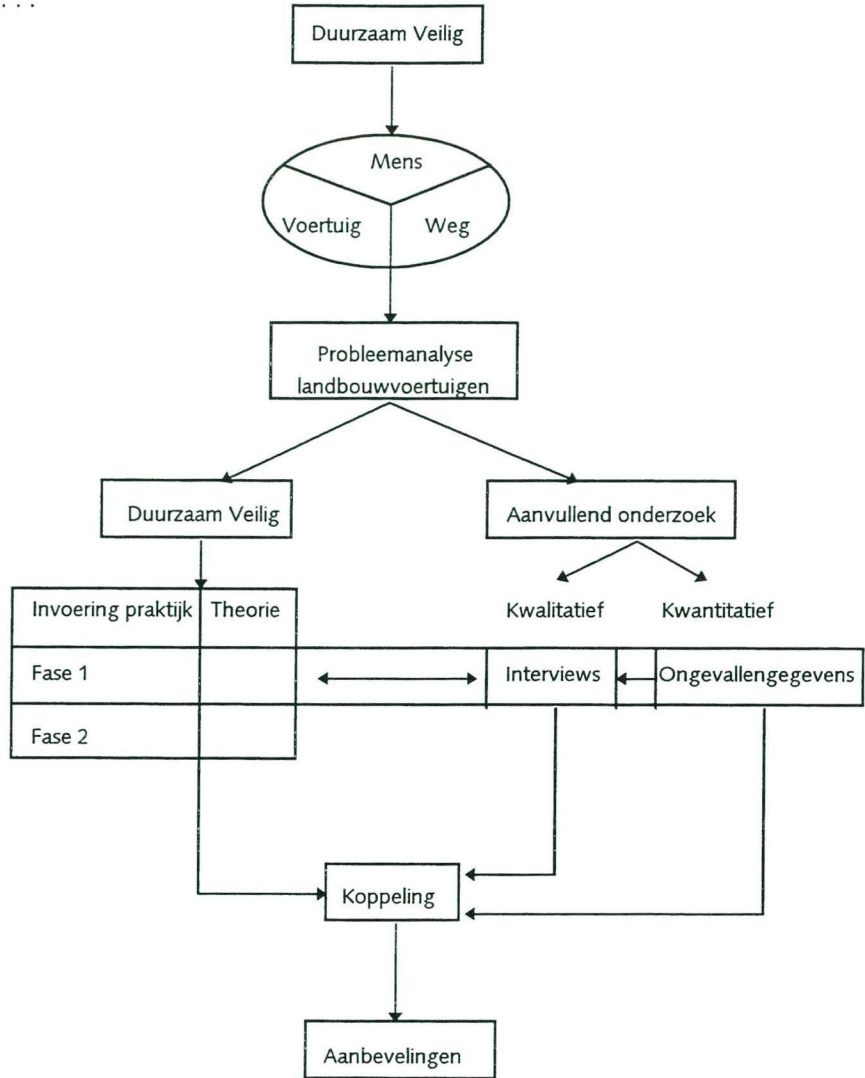 ...
Duurzaam Veilig
Mens
Voertuig Weg
Probleemanalyse
landbouwvoertuigen
Duurzaam Veilig
Aanvullend onderzoek
Invoering praktijk Theorie
Kwalitatief Kwantitatief
Fase 1
Interviews Ongevallengegevens
Fase 2
Koppeling
Aanbevelingen